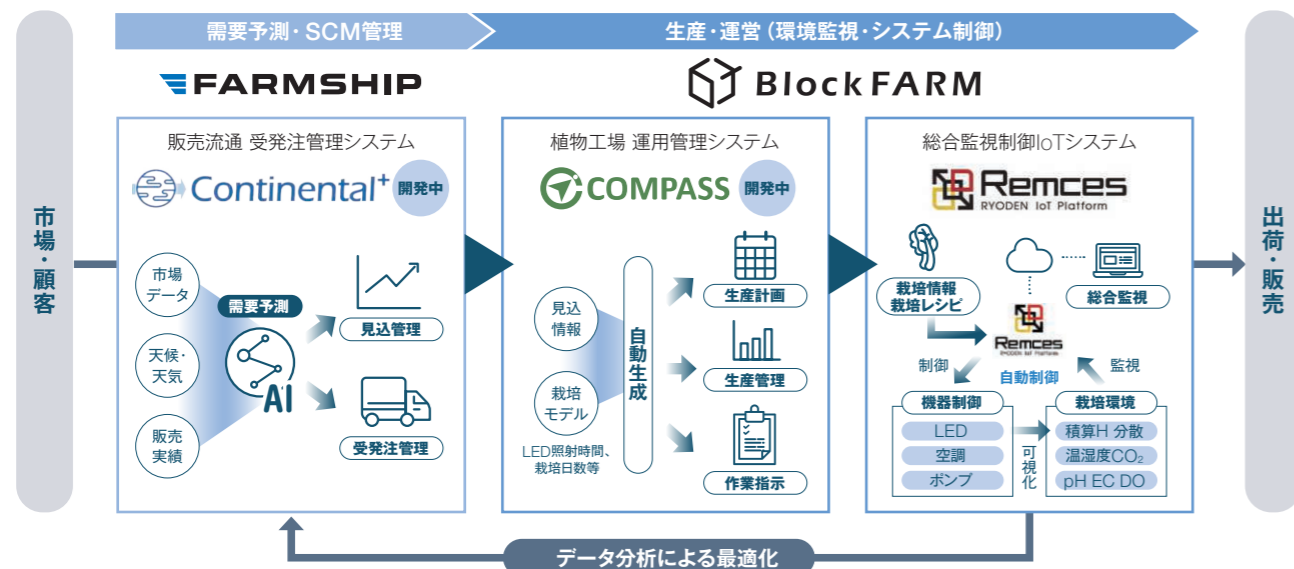 需要予測・SCM管理
生産・運営（環境監視・システム制御）
FARMSHIP
BlockFARM
市場・顧客
販売流通 受発注管理システム
Continental+
開発中
市場
データ
天候・
天気
販売
実績
需要予測
AI
見込管理
受発注管理
植物工場 運用管理システム
COMPASS
開発中
見込
情報
栽培
モデル
LED照射時間、
栽培日数等
自動生成
生産計画
生産管理
作業指示
総合監視制御IoTシステム
Remces
RYODEN IoT Platform
栽培情報
栽培レシピ
総合監視
Remces
RYODEN IoT Platform
制御
自動制御
監視
機器制御
LED
空調
ポンプ
可視化
栽培環境
積算H 分散
温湿度CO₂
pH EC DO
出荷・販売
データ分析による最適化